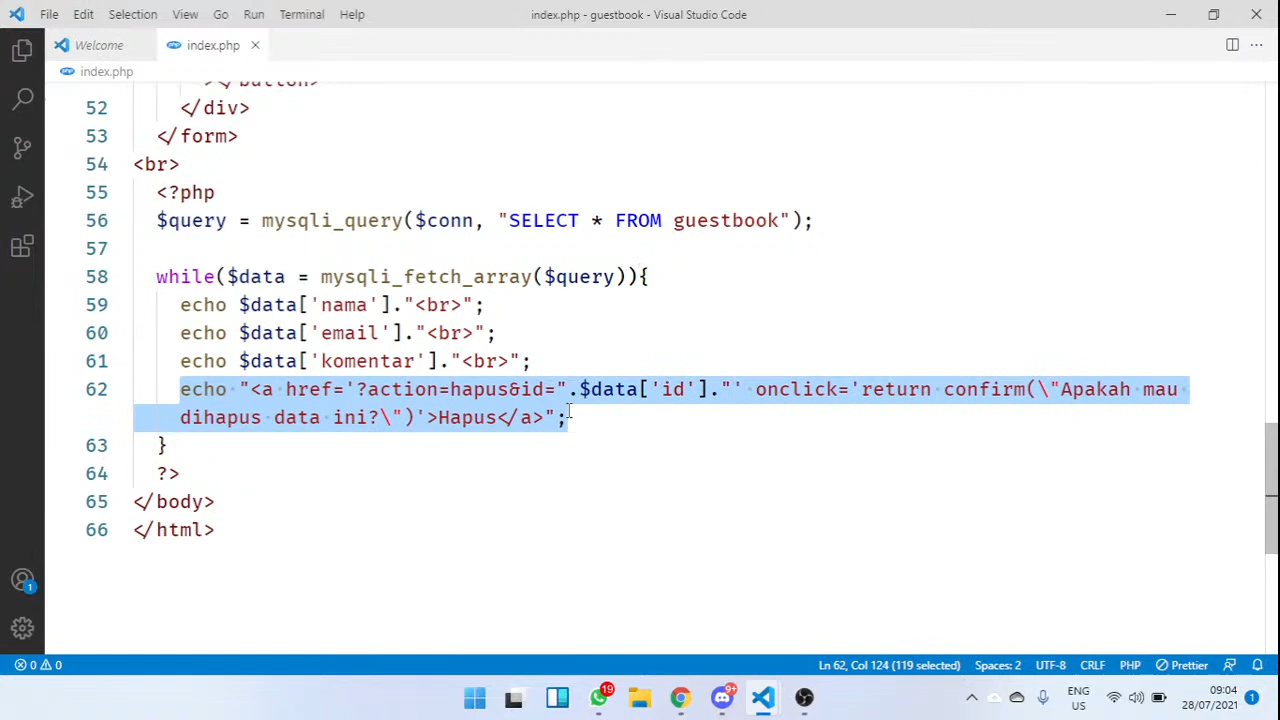 File Edit Selection View Go Run Terminal Help index.php - guestbook - Visual Studio Code
Welcome index.php
index.php
></button>
52 </div>
53 </form>
54 <br>
55 <?php
56 $query = mysqli_query($conn, "SELECT * FROM guestbook");
57
58 while($data = mysqli_fetch_array($query)){
59 echo $data['nama']."<br>";
60 echo $data['email']."<br>";
61 echo $data['komentar']."<br>";
62 echo "<a href='?action=hapus&id=".$data['id']."' onclick='return confirm(\"Apakah mau
dihapus data ini?\")'>Hapus</a>";
63 }
64 ?>
65 </body>
66 </html>
1
0 0 Ln 62, Col 124 (119 selected) Spaces: 2 UTF-8 CRLF PHP Prettier
19 9+ ENG 09:04
US 28/07/2021 1